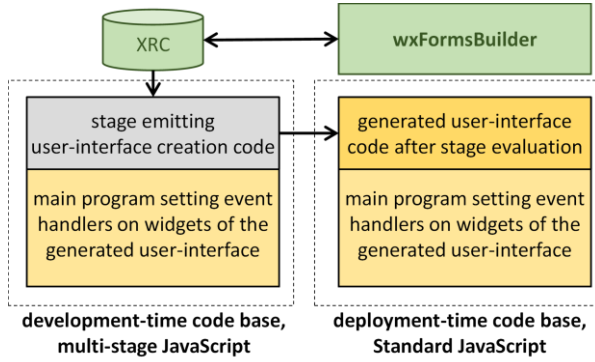 XRC
wxFormsBuilder
stage emitting
user-interface creation code
generated user-interface
code after stage evaluation
main program setting event
handlers on widgets of the
generated user-interface
main program setting event
handlers on widgets of the
generated user-interface
development-time code base,
multi-stage JavaScript
deployment-time code base,
Standard JavaScript